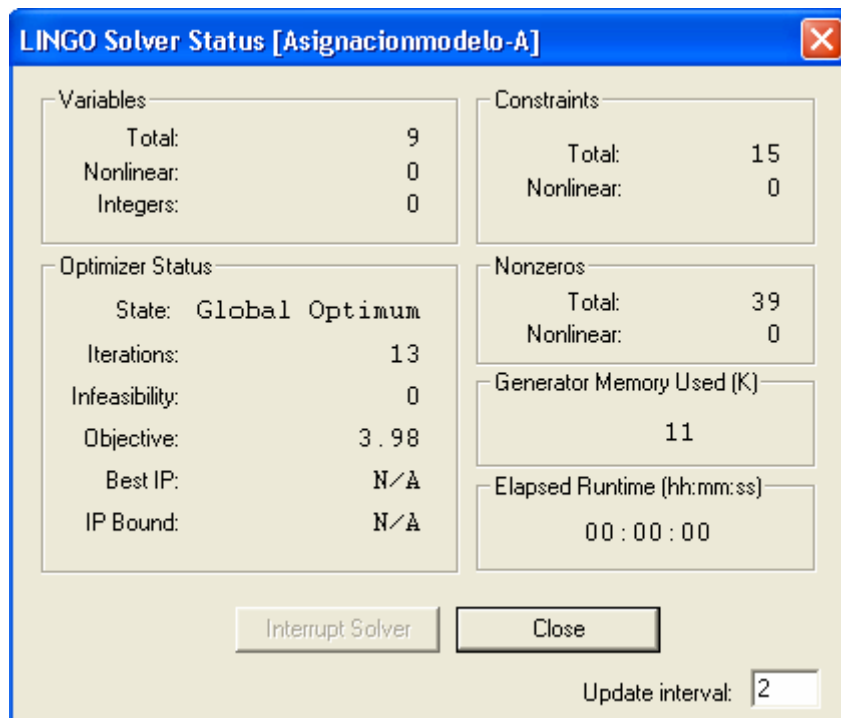 LINGO Solver Status [Asignacionmodelo-A]
Variables
Total: 9
Nonlinear: 0
Integers: 0
Constraints
Total: 15
Nonlinear: 0
Optimizer Status
State: Global Optimum
Iterations: 13
Infeasibility: 0
Objective: 3.98
Best IP: N/A
IP Bound: N/A
Nonzeros
Total: 39
Nonlinear: 0
Generator Memory Used (K)
11
Elapsed Runtime (hh:mm:ss)
00:00:00
Interrupt Solver
Close
Update interval: 2